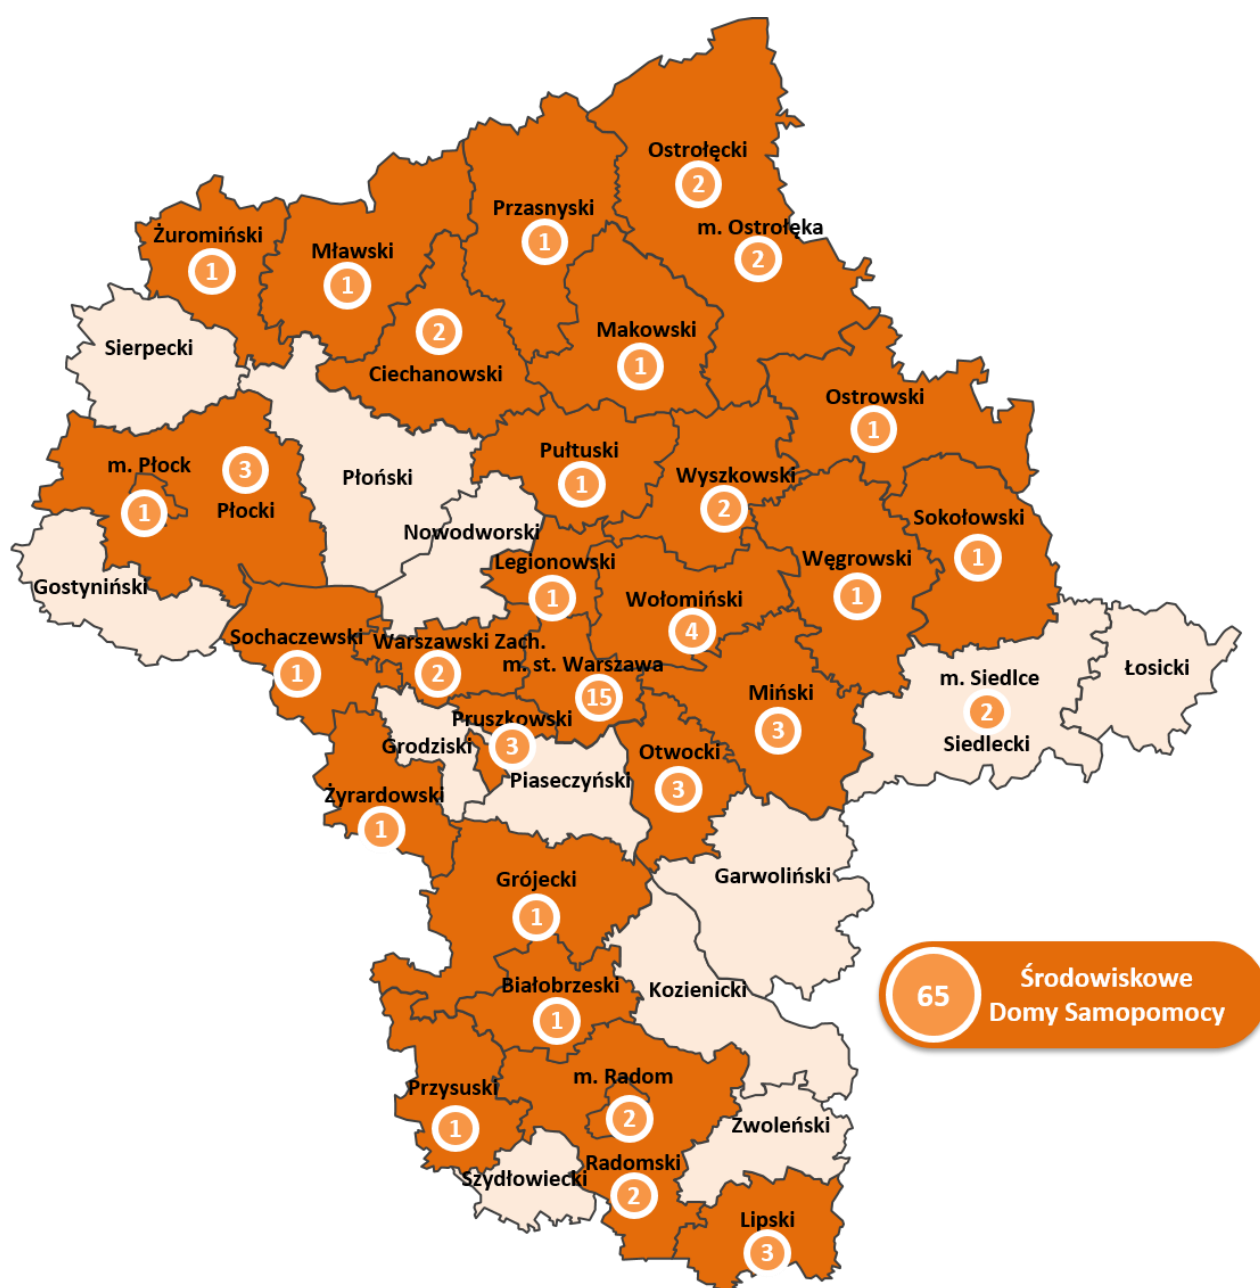 Ostrołęcki
2
m. Ostrołęka
2
Przasnyski
1
Żuromiński
1
Mławski
1
Ciechanowski
2
Makowski
1
Sierpecki
Ostrowski
1
m. Płock
1
3
Płocki
Płoński
Pułtuski
1
Wyszkowski
2
Nowodworski
Sokołowski
1
Węgrowski
1
Legionowski
1
Gostyniński
Wołomiński
4
Sochaczewski
1
Warszawski Zach.
2
m. st. Warszawa
15
Miński
3
m. Siedlce
2
Siedlecki
Łosicki
Pruszkowski
3
Grodziski
Piaseczyński
Otwocki
3
Żyrardowski
1
Grójecki
1
Garwoliński
Białobrzeski
1
Kozienicki
65
Środowiskowe
Domy Samopomocy
m. Radom
2
Przysuski
1
Zwoleński
Szydłowiecki
Radomski
2
Lipski
3